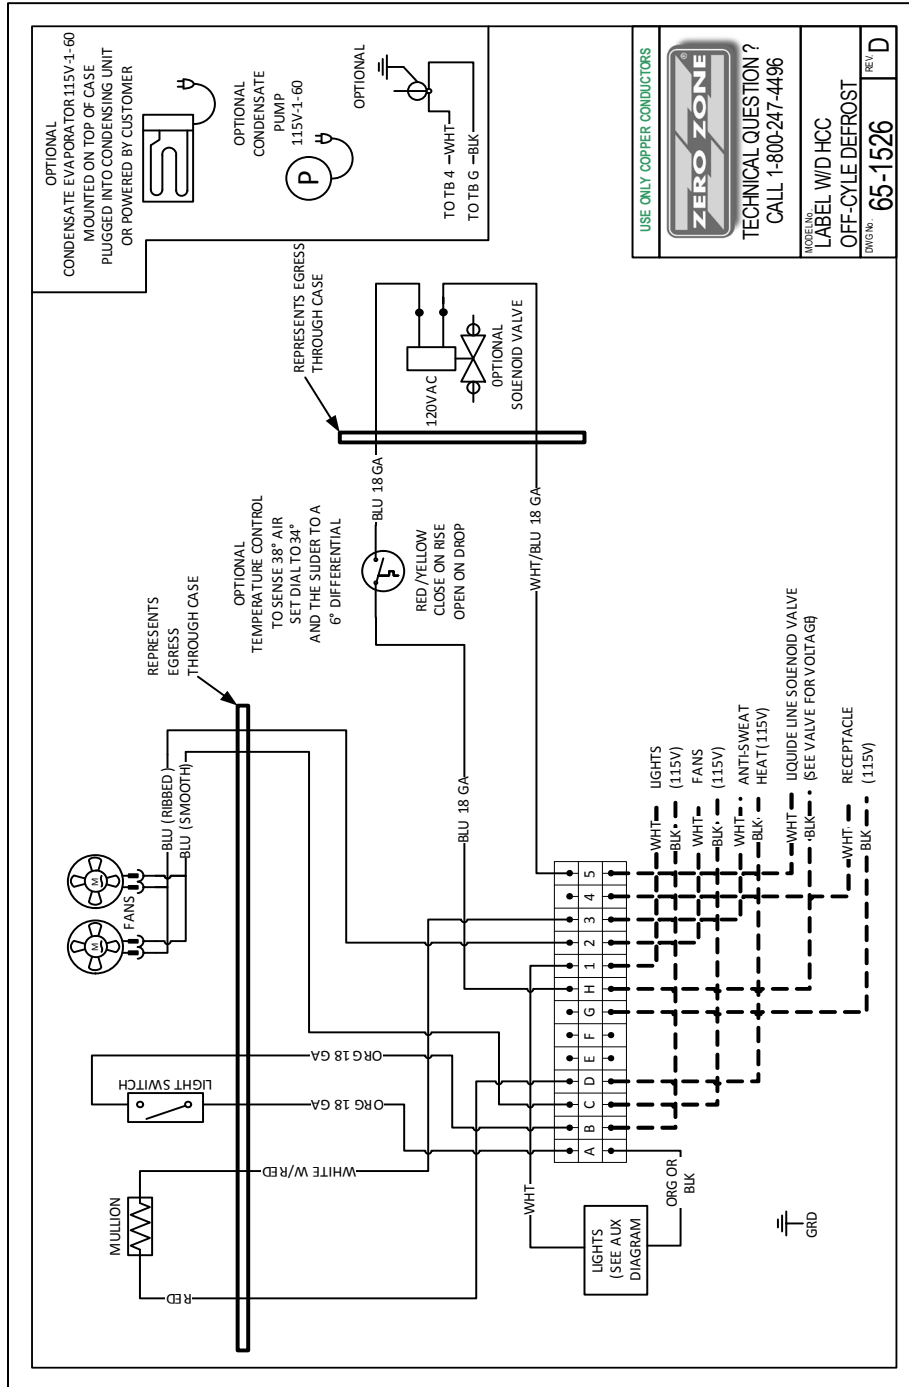 OPTIONAL
CONDENSATE EVAPORATOR 115V-1-60
MOUNTED ON TOP OF CASE
PLUGGED INTO CONDENSING UNIT
OR POWERED BY CUSTOMER
OPTIONAL
CONDENSATE
PUMP
115V-1-60
P
OPTIONAL
TO TB 4
WHT
TO TB G
BLK
REPRESENTS EGRESS
THROUGH CASE
120VAC
OPTIONAL
SOLENOID VALVE
BLU 18 GA
WHT/BLU 18 GA
OPTIONAL
TEMPERATURE CONTROL
TO SENSE 38° AIR
SET DIAL TO 34°
AND THE SLIDER TO A
6° DIFFERENTIAL
RED/YELLOW
CLOSE ON RISE
OPEN ON DROP
BLU 18 GA
REPRESENTS
EGRESS
THROUGH CASE
BLU (RIBBED)
BLU (SMOOTH)
M
M
FANS
LIGHT SWITCH
ORG 18 GA
ORG 18 GA
MULLION
WHITE W/RED
RED
A B C D E F G H 1 2 3 4 5
WHT
LIGHTS
(SEE AUX
DIAGRAM
ORG OR
BLK
GRD
WHT
LIGHTS
BLK
(115V)
WHT
FANS
BLK
(115V)
WHT
ANTI-SWEAT
BLK
HEAT(115V)
WHT
LIQUIDE LINE SOLENOID VALVE
BLK
(SEE VALVE FOR VOLTAGE)
WHT
RECEPTACLE
BLK
(115V)
USE ONLY COPPER CONDUCTORS
ZERO ZONE
®
TECHNICAL QUESTION ?
CALL 1-800-247-4496
MODEL No.
LABEL W/D HCC
OFF-CYLE DEFROST
DWG No.
65-1526
REV.
D